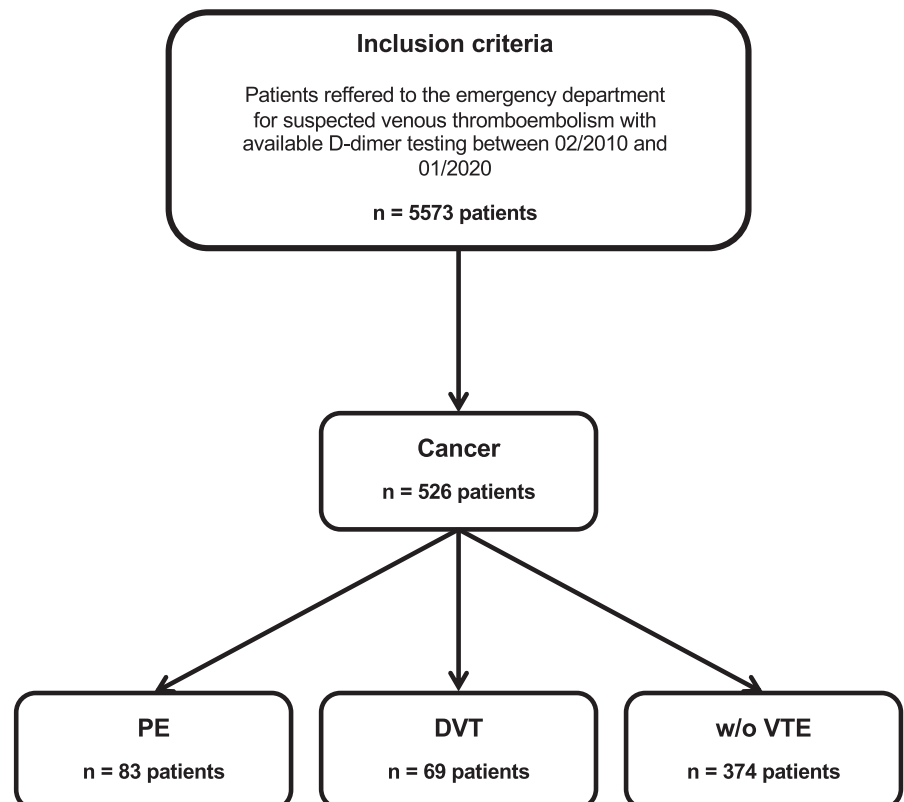 Inclusion criteria
Patients reffered to the emergency department
for suspected venous thromboembolism with
available D-dimer testing between 02/2010 and
01/2020
n = 5573 patients
Cancer
n = 526 patients
PE
n = 83 patients
DVT
n = 69 patients
w/o VTE
n = 374 patients